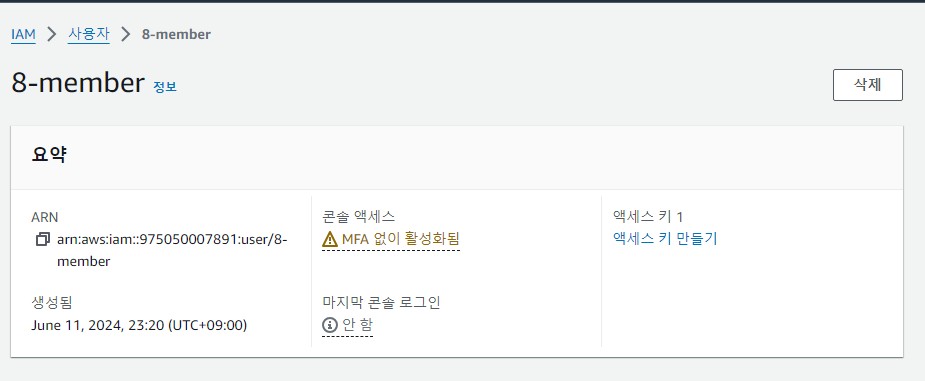 IAM > 사용자 > 8-member
8-member 정보
삭제
요약
ARN
arn:aws:iam::975050007891:user/8-
member
생성됨
June 11, 2024, 23:20 (UTC+09:00)
콘솔 액세스
MFA 없이 활성화됨
마지막 콘솔 로그인
안 함
액세스 키 1
액세스 키 만들기